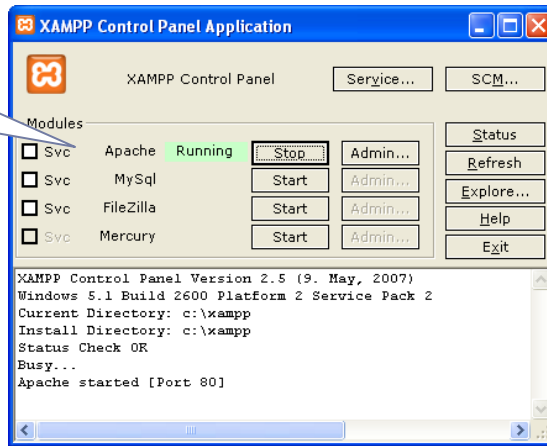 XAMPP Control Panel Application
XAMPP Control Panel Service... SCM...
Modules
Svc Apache Running Stop Admin...
Svc MySql Start Admin...
Svc FileZilla Start Admin...
Svc Mercury Start Admin...
Status
Refresh
Explore...
Help
Exit
XAMPP Control Panel Version 2.5 (9. May, 2007)
Windows 5.1 Build 2600 Platform 2 Service Pack 2
Current Directory: c:\xampp
Install Directory: c:\xampp
Status Check OK
Busy...
Apache started [Port 80]